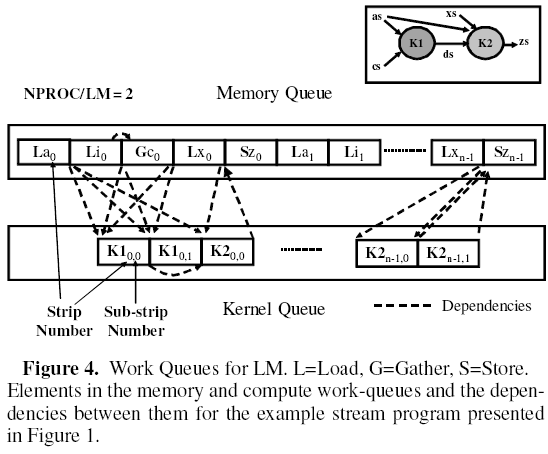 as
xs
K1
K2
zs
ds
cs
NPROC/LM = 2
Memory Queue
La0 Li0 Gc0 Lx0 Sz0 La1 Li1 Lxn-1 Szn-1
K10,0 K10,1 K20,0 K2n-1,0 K2n-1,1
Strip Number
Sub-strip Number
Kernel Queue
Dependencies
Figure 4. Work Queues for LM. L=Load, G=Gather, S=Store.
Elements in the memory and compute work-queues and the depen-
dencies between them for the example stream program presented
in Figure 1.